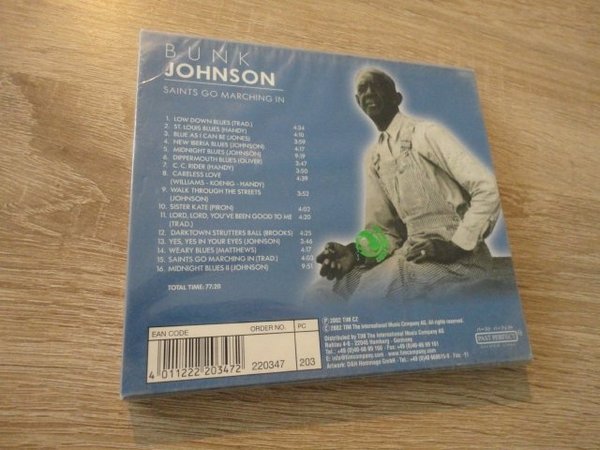 BUNK
JOHNSON
SAINTS GO MARCHING IN
1. LOW DOWN BLUES (TRAD.) 4:34
2. ST. LOUIS BLUES (HANDY) 4:10
3. BLUE AS I CAN BE (JONES) 3:59
4. NEW IBERIA BLUES (JOHNSON) 4:17
5. MIDNIGHT BLUES (JOHNSON) 9:19
6. DIPPERMOUTH BLUES (OLIVER) 3:50
7. C. C. RIDER (HANDY) 4:39
8. CARELESS LOVE
(WILLIAMS - KOENIG - HANDY) 3:52
9. WALK THROUGH THE STREETS
(JOHNSON)
10. SISTER KATE (PIRON) 4:02
11. LORD, LORD, YOU'VE BEEN GOOD TO ME 4:20
(TRAD.)
12. DARKTOWN STRUTTERS BALL (BROOKS) 4:25
13. YES, YES IN YOUR EYES (JOHNSON) 3:46
14. WEARY BLUES (MATTHEWS) 4:17
15. SAINTS GO MARCHING IN (TRAD.) 4:03
16. MIDNIGHT BLUES II (JOHNSON) 9:51
TOTAL TIME: 77:20
EAN CODE
ORDER NO.
PC
4 011222 203472
220347
203
℗ 2002 TIM CZ
© 2002 TIM The International Music Company AG. All rights reserved.
Distributed by TIM The International Music Company AG
22045 Hamburg - Germany
PAST PERFECT